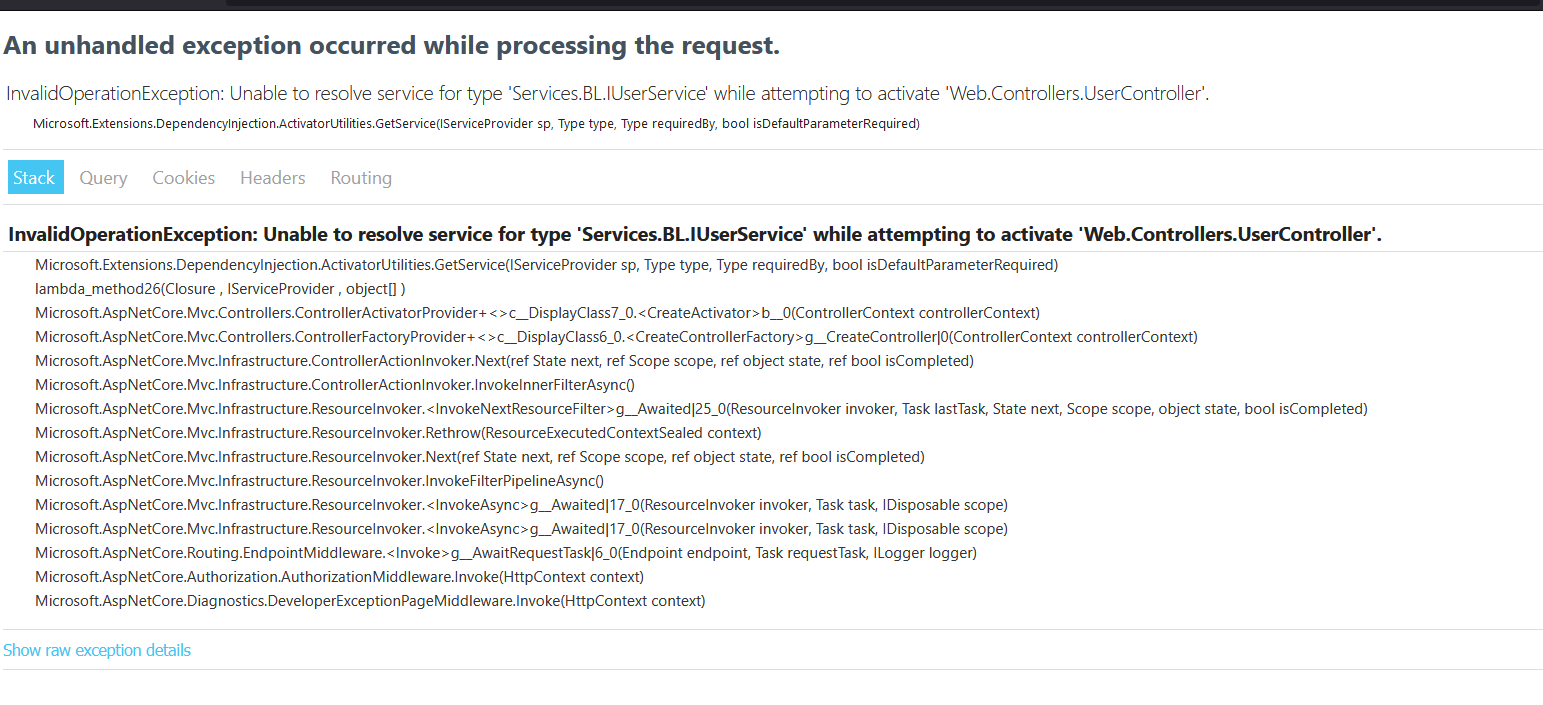 An unhandled exception occurred while processing the request.
InvalidOperationException: Unable to resolve service for type 'Services.BL.IUserService' while attempting to activate 'Web.Controllers.UserController'.
Microsoft.Extensions.DependencyInjection.ActivatorUtilities.GetService(IServiceProvider sp, Type type, Type requiredBy, bool isDefaultParameterRequired)
Stack Query Cookies Headers Routing
InvalidOperationException: Unable to resolve service for type 'Services.BL.IUserService' while attempting to activate 'Web.Controllers.UserController'.
Microsoft.Extensions.DependencyInjection.ActivatorUtilities.GetService(IServiceProvider sp, Type type, Type requiredBy, bool isDefaultParameterRequired)
lambda_method26(Closure , IServiceProvider , object[] )
Microsoft.AspNetCore.Mvc.Controllers.ControllerActivatorProvider+<>c__DisplayClass7_0.<CreateActivator>b__0(ControllerContext controllerContext)
Microsoft.AspNetCore.Mvc.Controllers.ControllerFactoryProvider+<>c__DisplayClass6_0.<CreateControllerFactory>g__CreateController|0(ControllerContext controllerContext)
Microsoft.AspNetCore.Mvc.Infrastructure.ControllerActionInvoker.Next(ref State next, ref Scope scope, ref object state, ref bool isCompleted)
Microsoft.AspNetCore.Mvc.Infrastructure.ControllerActionInvoker.InvokeInnerFilterAsync()
Microsoft.AspNetCore.Mvc.Infrastructure.ResourceInvoker.<InvokeNextResourceFilter>g__Awaited|25_0(ResourceInvoker invoker, Task lastTask, State next, Scope scope, object state, bool isCompleted)
Microsoft.AspNetCore.Mvc.Infrastructure.ResourceInvoker.Rethrow(ResourceExecutedContextSealed context)
Microsoft.AspNetCore.Mvc.Infrastructure.ResourceInvoker.Next(ref State next, ref Scope scope, ref object state, ref bool isCompleted)
Microsoft.AspNetCore.Mvc.Infrastructure.ResourceInvoker.InvokeFilterPipelineAsync()
Microsoft.AspNetCore.Mvc.Infrastructure.ResourceInvoker.<InvokeAsync>g__Awaited|17_0(ResourceInvoker invoker, Task task, IDisposable scope)
Microsoft.AspNetCore.Mvc.Infrastructure.ResourceInvoker.<InvokeAsync>g__Awaited|17_0(ResourceInvoker invoker, Task task, IDisposable scope)
Microsoft.AspNetCore.Routing.EndpointMiddleware.<Invoke>g__AwaitRequestTask|6_0(Endpoint endpoint, Task requestTask, ILogger logger)
Microsoft.AspNetCore.Authorization.AuthorizationMiddleware.Invoke(HttpContext context)
Microsoft.AspNetCore.Diagnostics.DeveloperExceptionPageMiddleware.Invoke(HttpContext context)
Show raw exception details